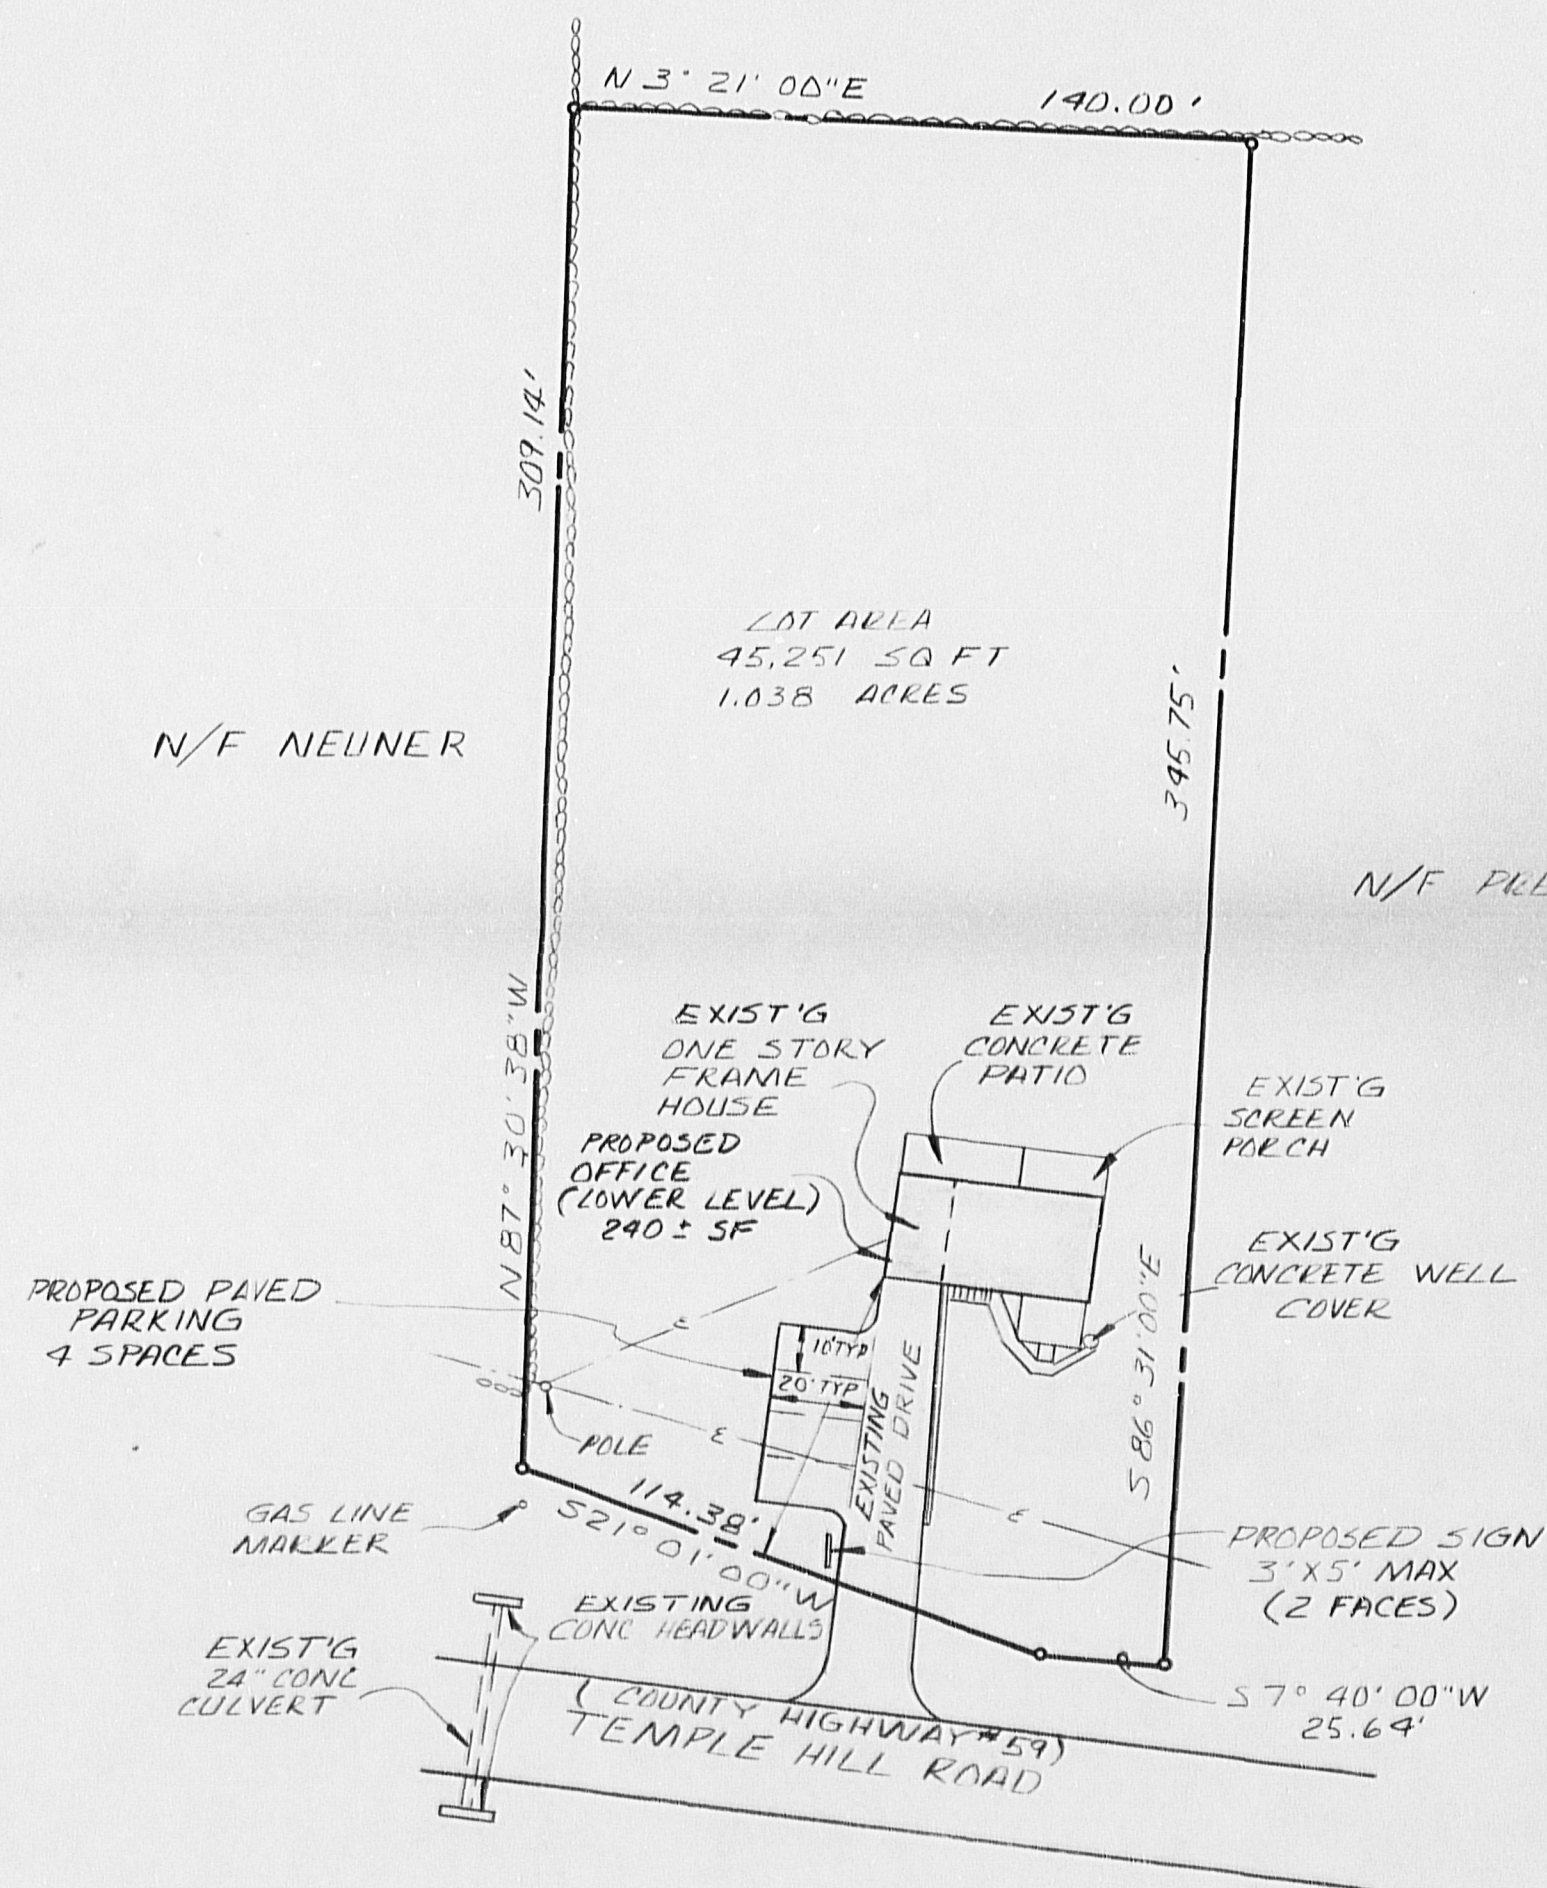 N 3° 21' 00"E 140.00'
309.14'
LOT AREA
45,251 SQ FT
1.038 ACRES
345.75'
N/F NEUNER
N/F
N 87° 30' 38" W
EXIST'G
ONE STORY
FRAME
HOUSE
EXIST'G
CONCRETE
PATIO
EXIST'G
SCREEN
PORCH
PROPOSED
OFFICE
(LOWER LEVEL)
240 ± SF
EXIST'G
CONCRETE WELL
COVER
S 86° 31' 00"E
PROPOSED PAVED
PARKING
4 SPACES
E
10'TYP
20' TYP
EXISTING
PAVED DRIVE
E
POLE
E
114.38'
S 21° 01' 00" W
GAS LINE
MARKER
PROPOSED SIGN
3' X 5' MAX
(2 FACES)
EXISTING
CONC HEADWALLS
EXIST'G
24" CONC
CULVERT
S 7° 40' 00"W
25.64'
( COUNTY HIGHWAY #59)
TEMPLE HILL ROAD